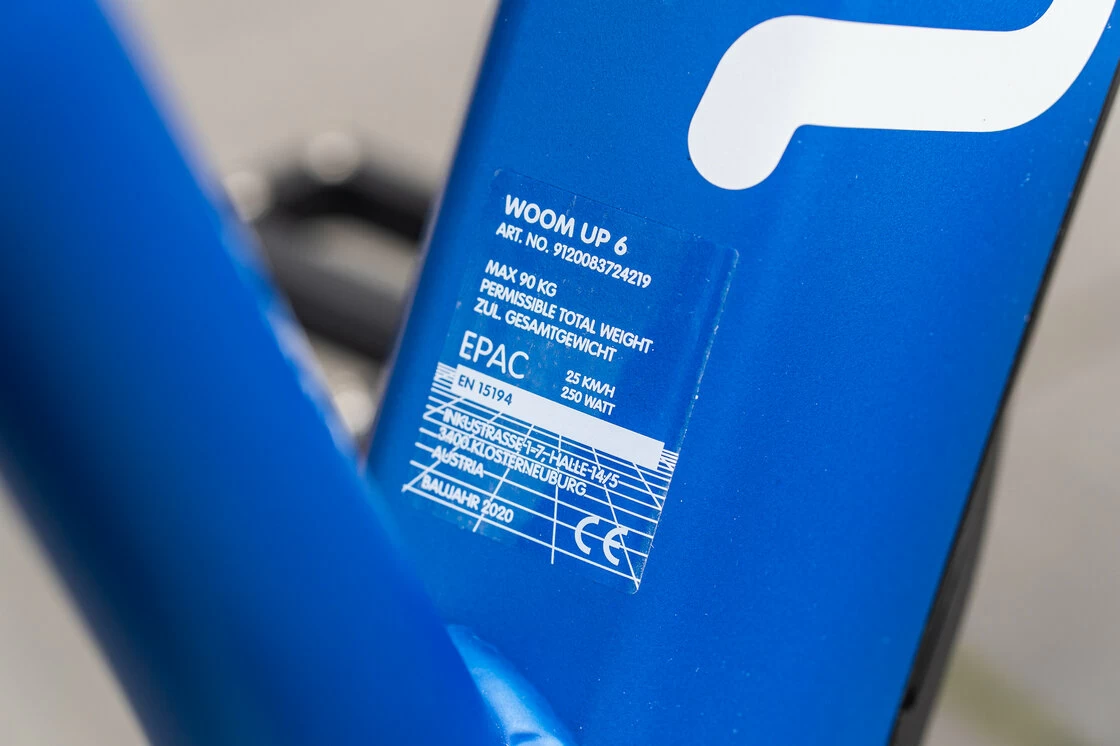 WOOM UP 6
ART. NO. 9120083724219
MAX 90 KG
PERMISSIBLE TOTAL WEIGHT
ZUL. GESAMTGEWICHT
EPAC
25 KM/H
250 WATT
EN 15194
INKUSTRASSE 1-7, HALLE 14/5
3400 KLOSTERNEUBURG
AUSTRIA
BAUJAHR 2020
CE